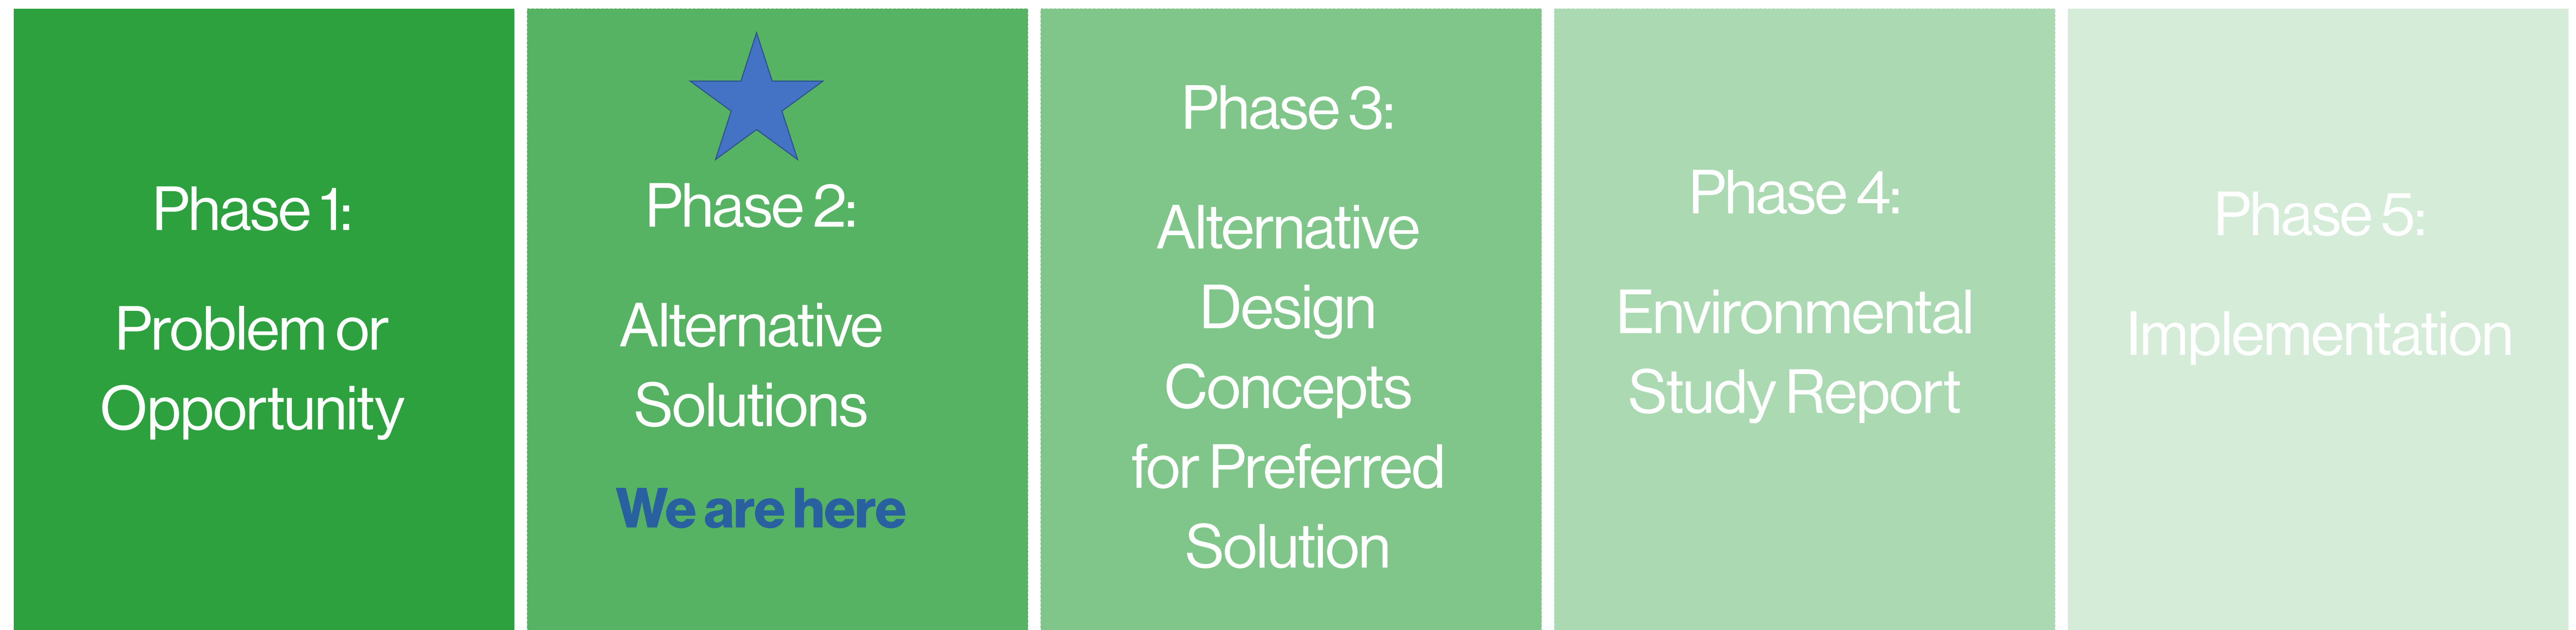 Phase 1:
Problem or
Opportunity
Phase 2:
Alternative
Solutions
We are here
Phase 3:
Alternative
Design
Concepts
for Preferred
Solution
Phase 4:
Environmental
Study Report
Phase 5:
Implementation